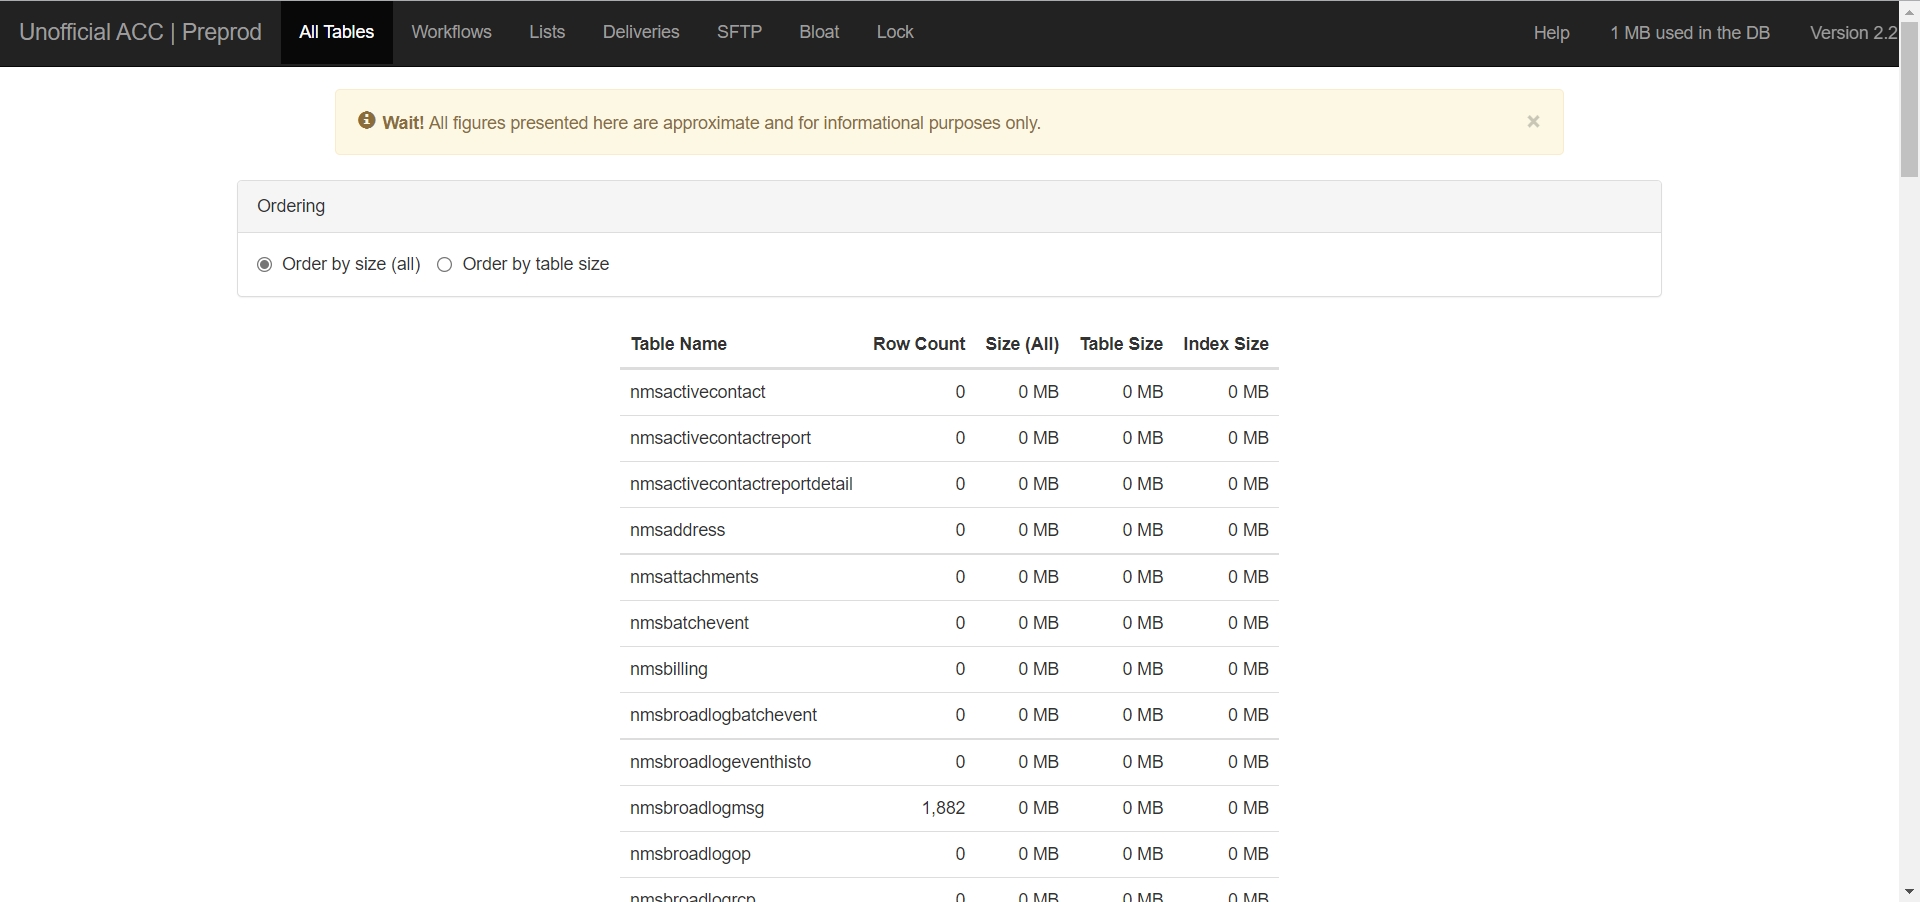 Unofficial ACC | Preprod All Tables Workflows Lists Deliveries SFTP Bloat Lock Help 1 MB used in the DB Version 2.2
Wait! All figures presented here are approximate and for informational purposes only. ×
Ordering
Order by size (all) Order by table size
Table Name Row Count Size (All) Table Size Index Size
nmsactivecontact 0 0 MB 0 MB 0 MB
nmsactivecontactreport 0 0 MB 0 MB 0 MB
nmsactivecontactreportdetail 0 0 MB 0 MB 0 MB
nmsaddress 0 0 MB 0 MB 0 MB
nmsattachments 0 0 MB 0 MB 0 MB
nmsbatchevent 0 0 MB 0 MB 0 MB
nmsbilling 0 0 MB 0 MB 0 MB
nmsbroadlogbatchevent 0 0 MB 0 MB 0 MB
nmsbroadlogeventhisto 0 0 MB 0 MB 0 MB
nmsbroadlogmsg 1,882 0 MB 0 MB 0 MB
nmsbroadlogop 0 0 MB 0 MB 0 MB
nmsbroadlogrcp 0 0 MB 0 MB 0 MB